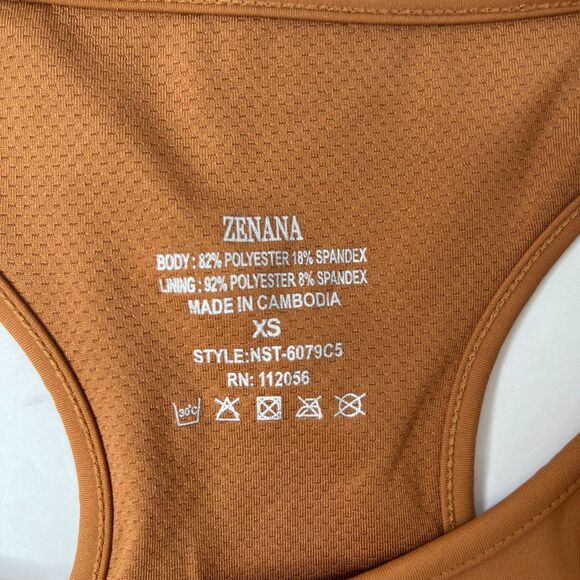 ZENANA
BODY : 82% POLYESTER 18% SPANDEX
LINING : 92% POLYESTER 8% SPANDEX
MADE IN CAMBODIA
XS
STYLE:NST-6079C5
RN: 112056
30°C